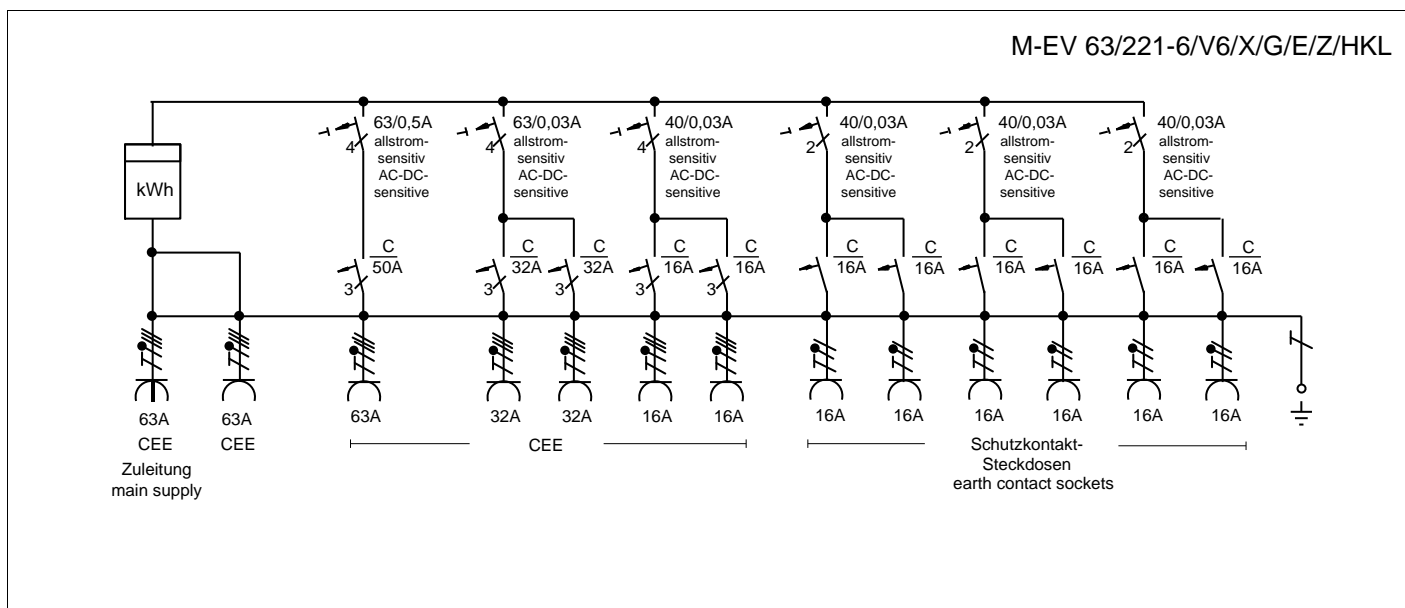 M-EV 63/221-6/V6/X/G/E/Z/HKL
kWh
63/0,5A
allstrom-
sensitiv
AC-DC-
sensitive
4
63/0,03A
allstrom-
sensitiv
AC-DC-
sensitive
4
40/0,03A
allstrom-
sensitiv
AC-DC-
sensitive
4
40/0,03A
allstrom-
sensitiv
AC-DC-
sensitive
2
40/0,03A
allstrom-
sensitiv
AC-DC-
sensitive
2
40/0,03A
allstrom-
sensitiv
AC-DC-
sensitive
2
C
50A
3
C
32A
3
C
32A
3
C
16A
3
C
16A
3
C
16A
C
16A
C
16A
C
16A
C
16A
C
16A
63A
CEE
Zuleitung
main supply
63A
CEE
63A
32A
32A
16A
16A
CEE
16A
16A
16A
16A
16A
16A
Schutzkontakt-
Steckdosen
earth contact sockets